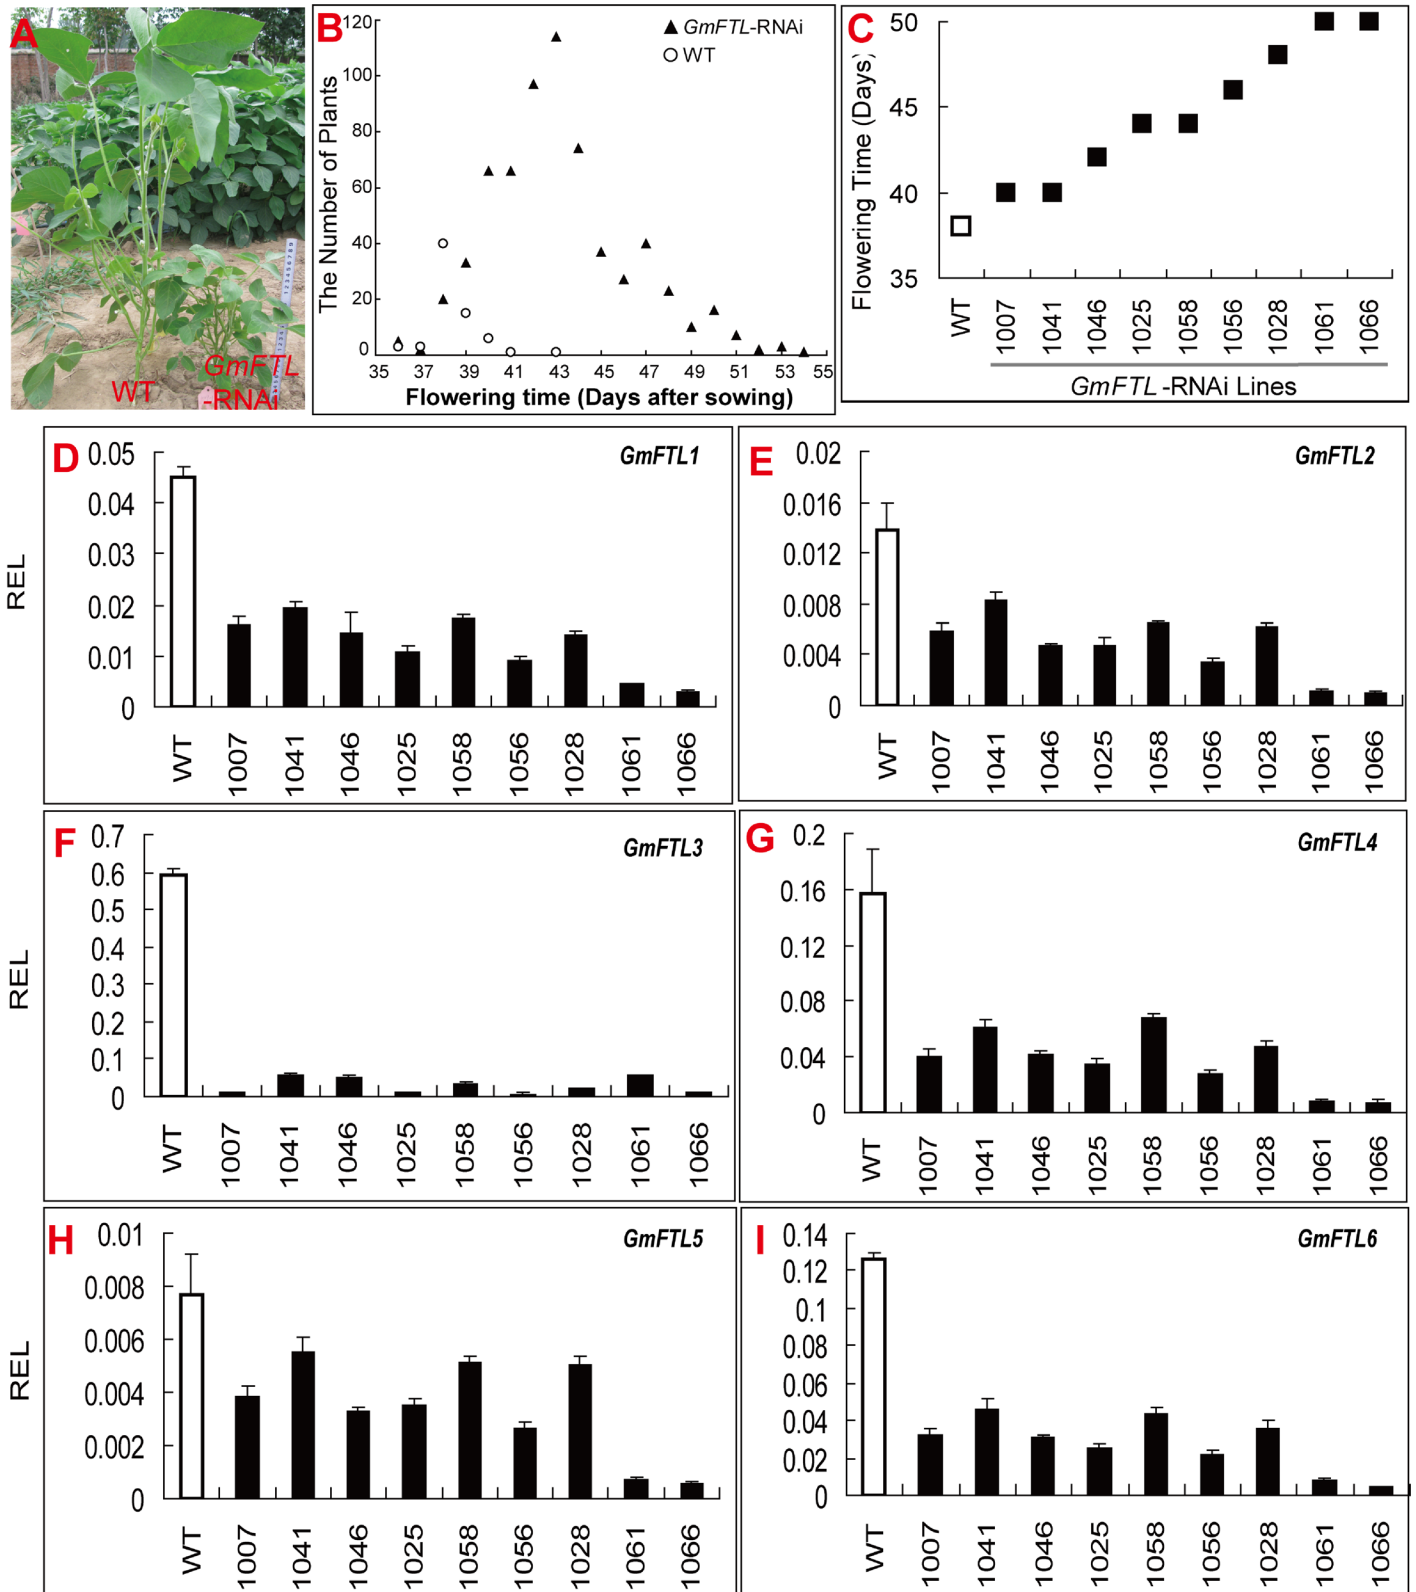 A
WT
GmFTL
-RNAi
B
120
100
80
60
40
20
0
The Number of Plants
GmFTL-RNAi
WT
35 37 39 41 43 45 47 49 51 53 55
Flowering time (Days after sowing)
C
50
45
40
35
Flowering Time (Days)
WT 1007 1041 1046 1025 1058 1056 1028 1061 1066
GmFTL -RNAi Lines
D
GmFTL1
REL
0.05
0.04
0.03
0.02
0.01
0
WT 1007 1041 1046 1025 1058 1056 1028 1061 1066
E
GmFTL2
0.02
0.016
0.012
0.008
0.004
0
WT 1007 1041 1046 1025 1058 1056 1028 1061 1066
F
GmFTL3
REL
0.7
0.6
0.5
0.4
0.3
0.2
0.1
0
WT 1007 1041 1046 1025 1058 1056 1028 1061 1066
G
GmFTL4
0.2
0.16
0.12
0.08
0.04
0
WT 1007 1041 1046 1025 1058 1056 1028 1061 1066
H
GmFTL5
REL
0.01
0.008
0.006
0.004
0.002
0
WT 1007 1041 1046 1025 1058 1056 1028 1061 1066
I
GmFTL6
0.14
0.12
0.1
0.08
0.06
0.04
0.02
0
WT 1007 1041 1046 1025 1058 1056 1028 1061 1066